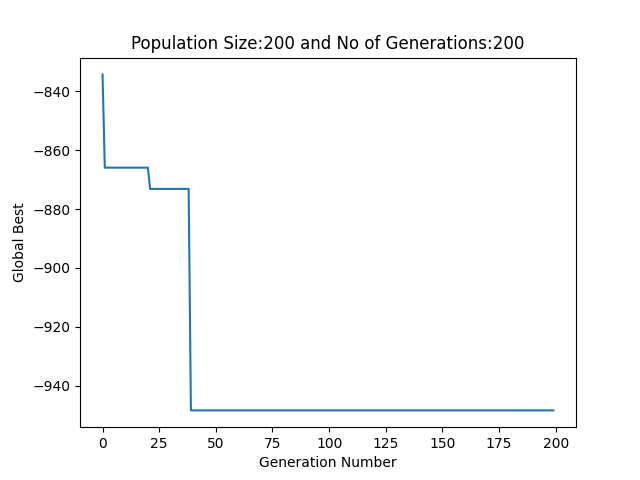 Population Size:200 and No of Generations:200
Global Best
−840
−860
−880
−900
−920
−940
0 25 50 75 100 125 150 175 200
Generation Number